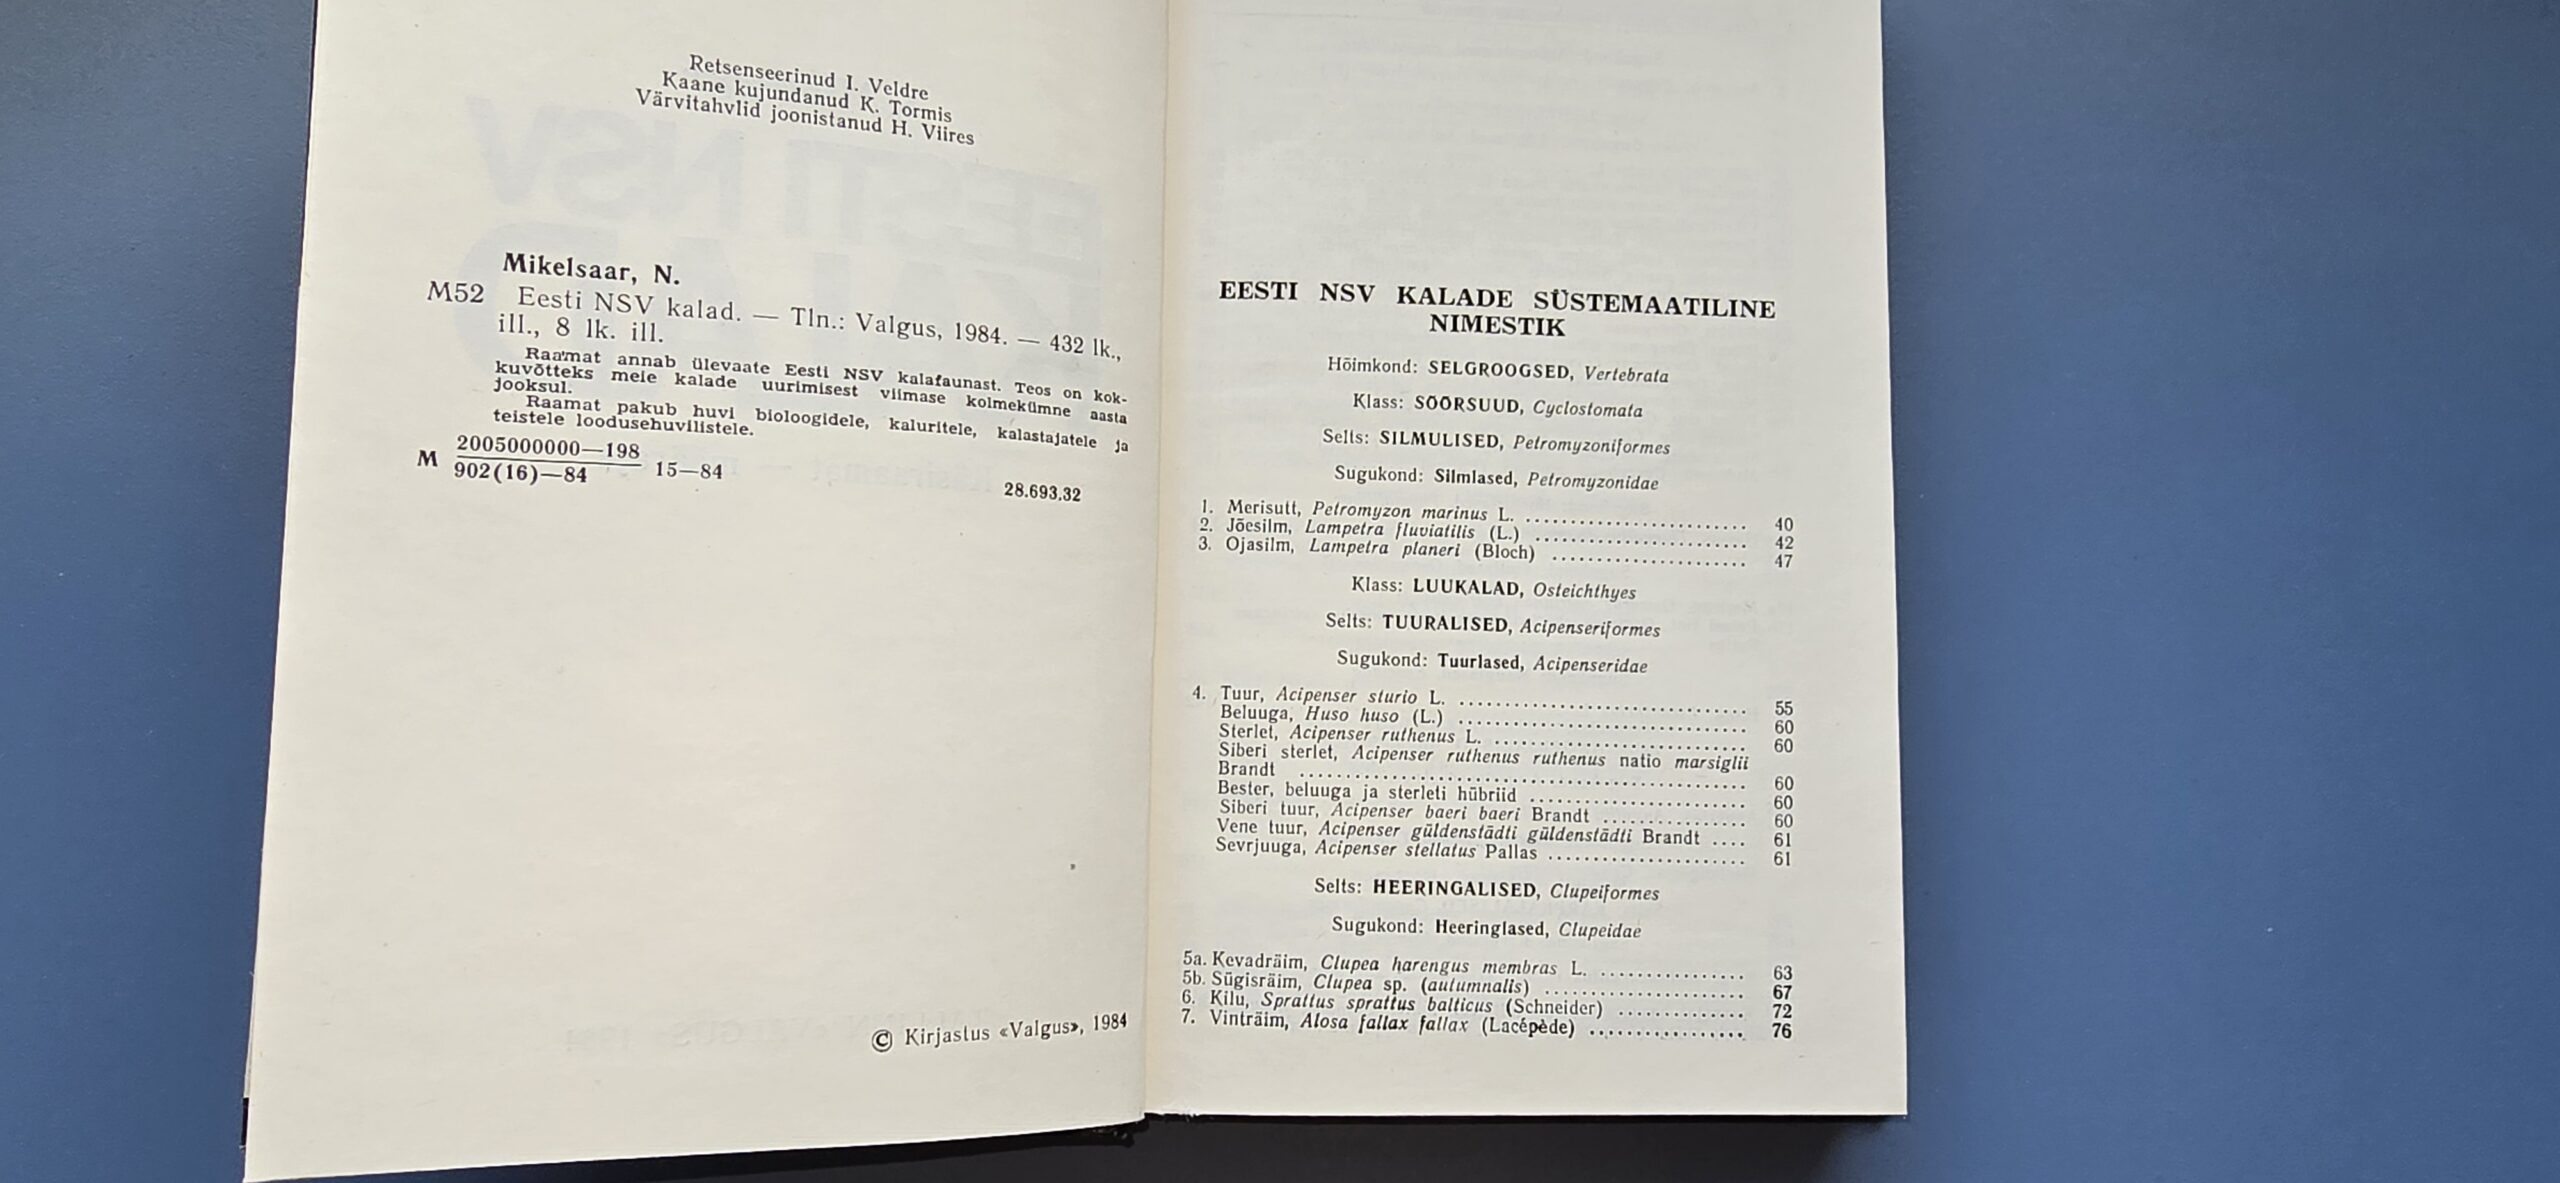 Retsenseerinud I. Veldre
Kaane kujundanud K. Tormis
Värvitahvlid joonistanud H. Viires
Mikelsaar, N.
M52 Eesti NSV kalad. — Tln.: Valgus, 1984. — 432 lk.,
ill., 8 lk. ill.
Raamat annab ülevaate Eesti NSV kalafaunast. Teos on kok-
kuvõtteks meie kalade uurimisest viimase kolmekümne aasta
jooksul.
Raamat pakub huvi bioloogidele, kaluritele, kalastajatele ja
teistele loodusehuvilistele.
M 2005000000—198
902(16)—84 15—84
28.693.32
© Kirjastus «Valgus», 1984
EESTI NSV KALADE SÜSTEMAATILINE
NIMESTIK
Hõimkond: SELGROOGSED, Vertebrata
Klass: SÕÕRSUUD, Cyclostomata
Selts: SILMULISED, Petromyzoniformes
Sugukond: Silmlased, Petromyzonidae
1. Merisutt, Petromyzon marinus L. .......................... 40
2. Jõesilm, Lampetra fluviatilis (L.) .......................... 42
3. Ojasilm, Lampetra planeri (Bloch) ........................ 47
Klass: LUUKALAD, Osteichthyes
Selts: TUURALISED, Acipenseriformes
Sugukond: Tuurlased, Acipenseridae
4. Tuur, Acipenser sturio L. .................................. 55
Beluuga, Huso huso (L.) .................................. 60
Sterlet, Acipenser ruthenus L. .............................. 60
Siberi sterlet, Acipenser ruthenus ruthenus natio marsiglii
Brandt .................................................... 60
Bester, beluuga ja sterleti hübriid .......................... 60
Siberi tuur, Acipenser baeri baeri Brandt ................. 60
Vene tuur, Acipenser güldenstädti güldenstädti Brandt .... 61
Sevrjuuga, Acipenser stellatus Pallas ........................ 61
Selts: HEERINGALISED, Clupeiformes
Sugukond: Heeringlased, Clupeidae
5a. Kevadräim, Clupea harengus membras L. ................. 63
5b. Sügisräim, Clupea sp. (autumnalis) ........................ 67
6. Kilu, Sprattus sprattus balticus (Schneider) ............... 72
7. Vinträim, Alosa fallax fallax (Lacépède) ................... 76